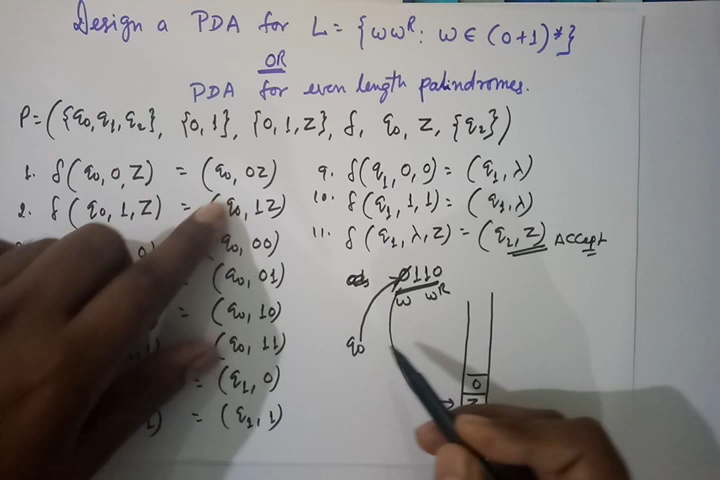 Design a PDA for L = {ωω^R : ω ∈ (0+1)*}
OR
PDA for even length palindromes.
P = ({q0, q1, q2}, {0, 1}, {0, 1, Z}, δ, q0, Z, {q2})
1. δ(q0, 0, Z) = (q0, 0Z)
2. δ(q0, 1, Z) = (q0, 1Z)
0) (q0, 00)
= (q0, 01)
= (q0, 10)
(q0, 11)
= (q1, 0)
1) = (q1, 1)
9. δ(q1, 0, 0) = (q1, λ)
10. δ(q1, 1, 1) = (q1, λ)
11. δ(q1, λ, Z) = (q2, Z) Accept
0110
ω ω^R
q0
0
Z